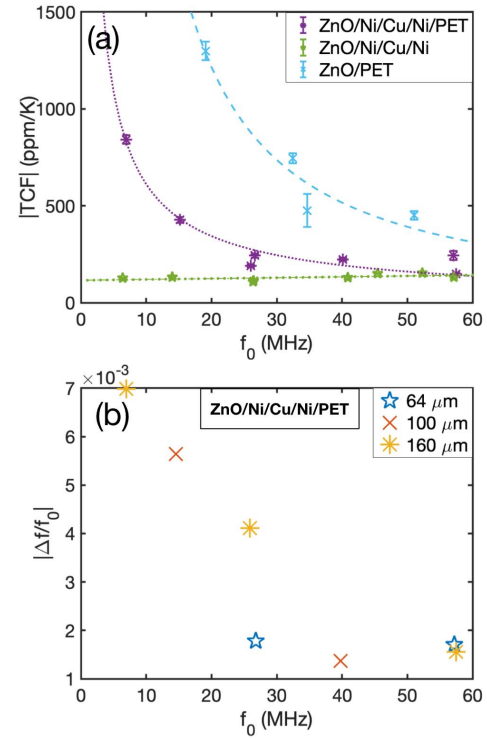 (a)
ZnO/Ni/Cu/Ni/PET
ZnO/Ni/Cu/Ni
ZnO/PET
1500
1000
500
0
|TCF| (ppm/K)
0 10 20 30 40 50 60
f₀ (MHz)
×10⁻³
(b)
ZnO/Ni/Cu/Ni/PET
64 μm
100 μm
160 μm
7
6
5
4
3
2
1
|Δf/f₀|
0 10 20 30 40 50 60
f₀ (MHz)